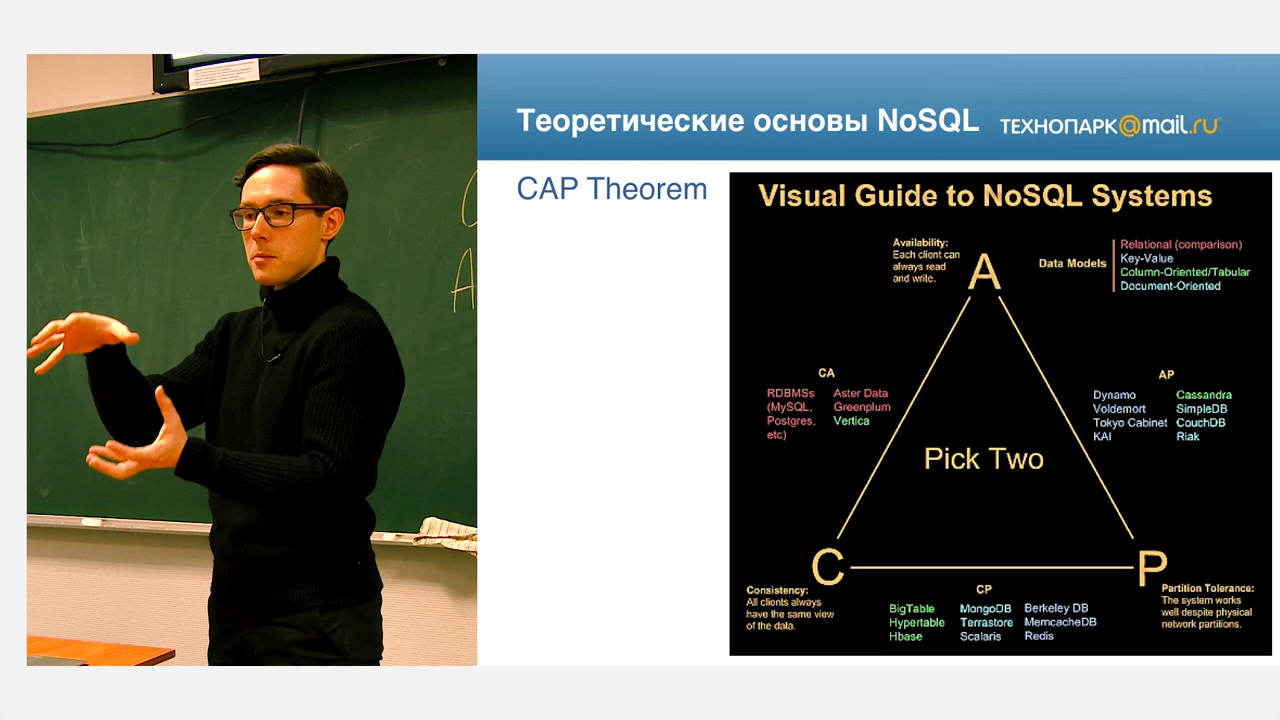 Теоретические основы NoSQL
ТЕХНОПАРК@mail.ru
CAP Theorem
Visual Guide to NoSQL Systems
Availability:
Each client can
always read
and write.
A
Data Models
Relational (comparison)
Key-Value
Column-Oriented/Tabular
Document-Oriented
CA
RDBMSs
(MySQL,
Postgres,
etc)
Aster Data
Greenplum
Vertica
AP
Dynamo
Voldemort
Tokyo Cabinet
KAI
Cassandra
SimpleDB
CouchDB
Riak
Pick Two
C
P
Consistency:
All clients always
have the same view
of the data.
CP
BigTable
Hypertable
Hbase
MongoDB
Terrastore
Scalaris
Berkeley DB
MemcacheDB
Redis
Partition Tolerance:
The system works
well despite physical
network partitions.